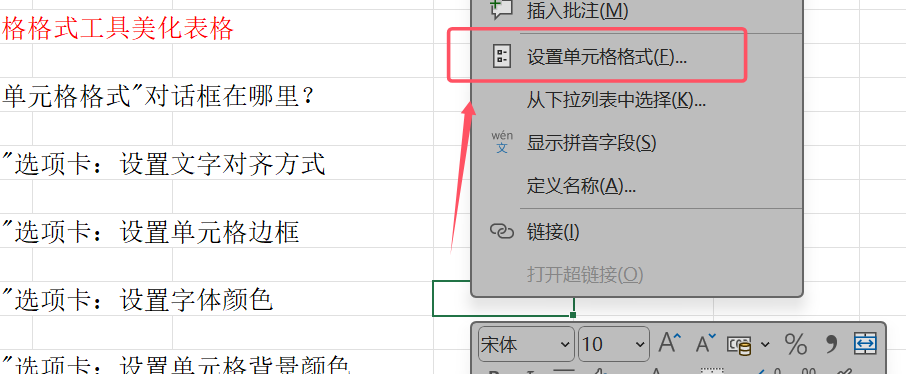 插入批注(M)
格格式工具美化表格
设置单元格格式(F)...
单元格格式"对话框在哪里？
从下拉列表中选择(K)...
wén
文
显示拼音字段(S)
"选项卡：设置文字对齐方式
定义名称(A)...
"选项卡：设置单元格边框
链接(I)
打开超链接(O)
"选项卡：设置字体颜色
宋体 10 A A % ,
"选项卡：设置单元格背景颜色